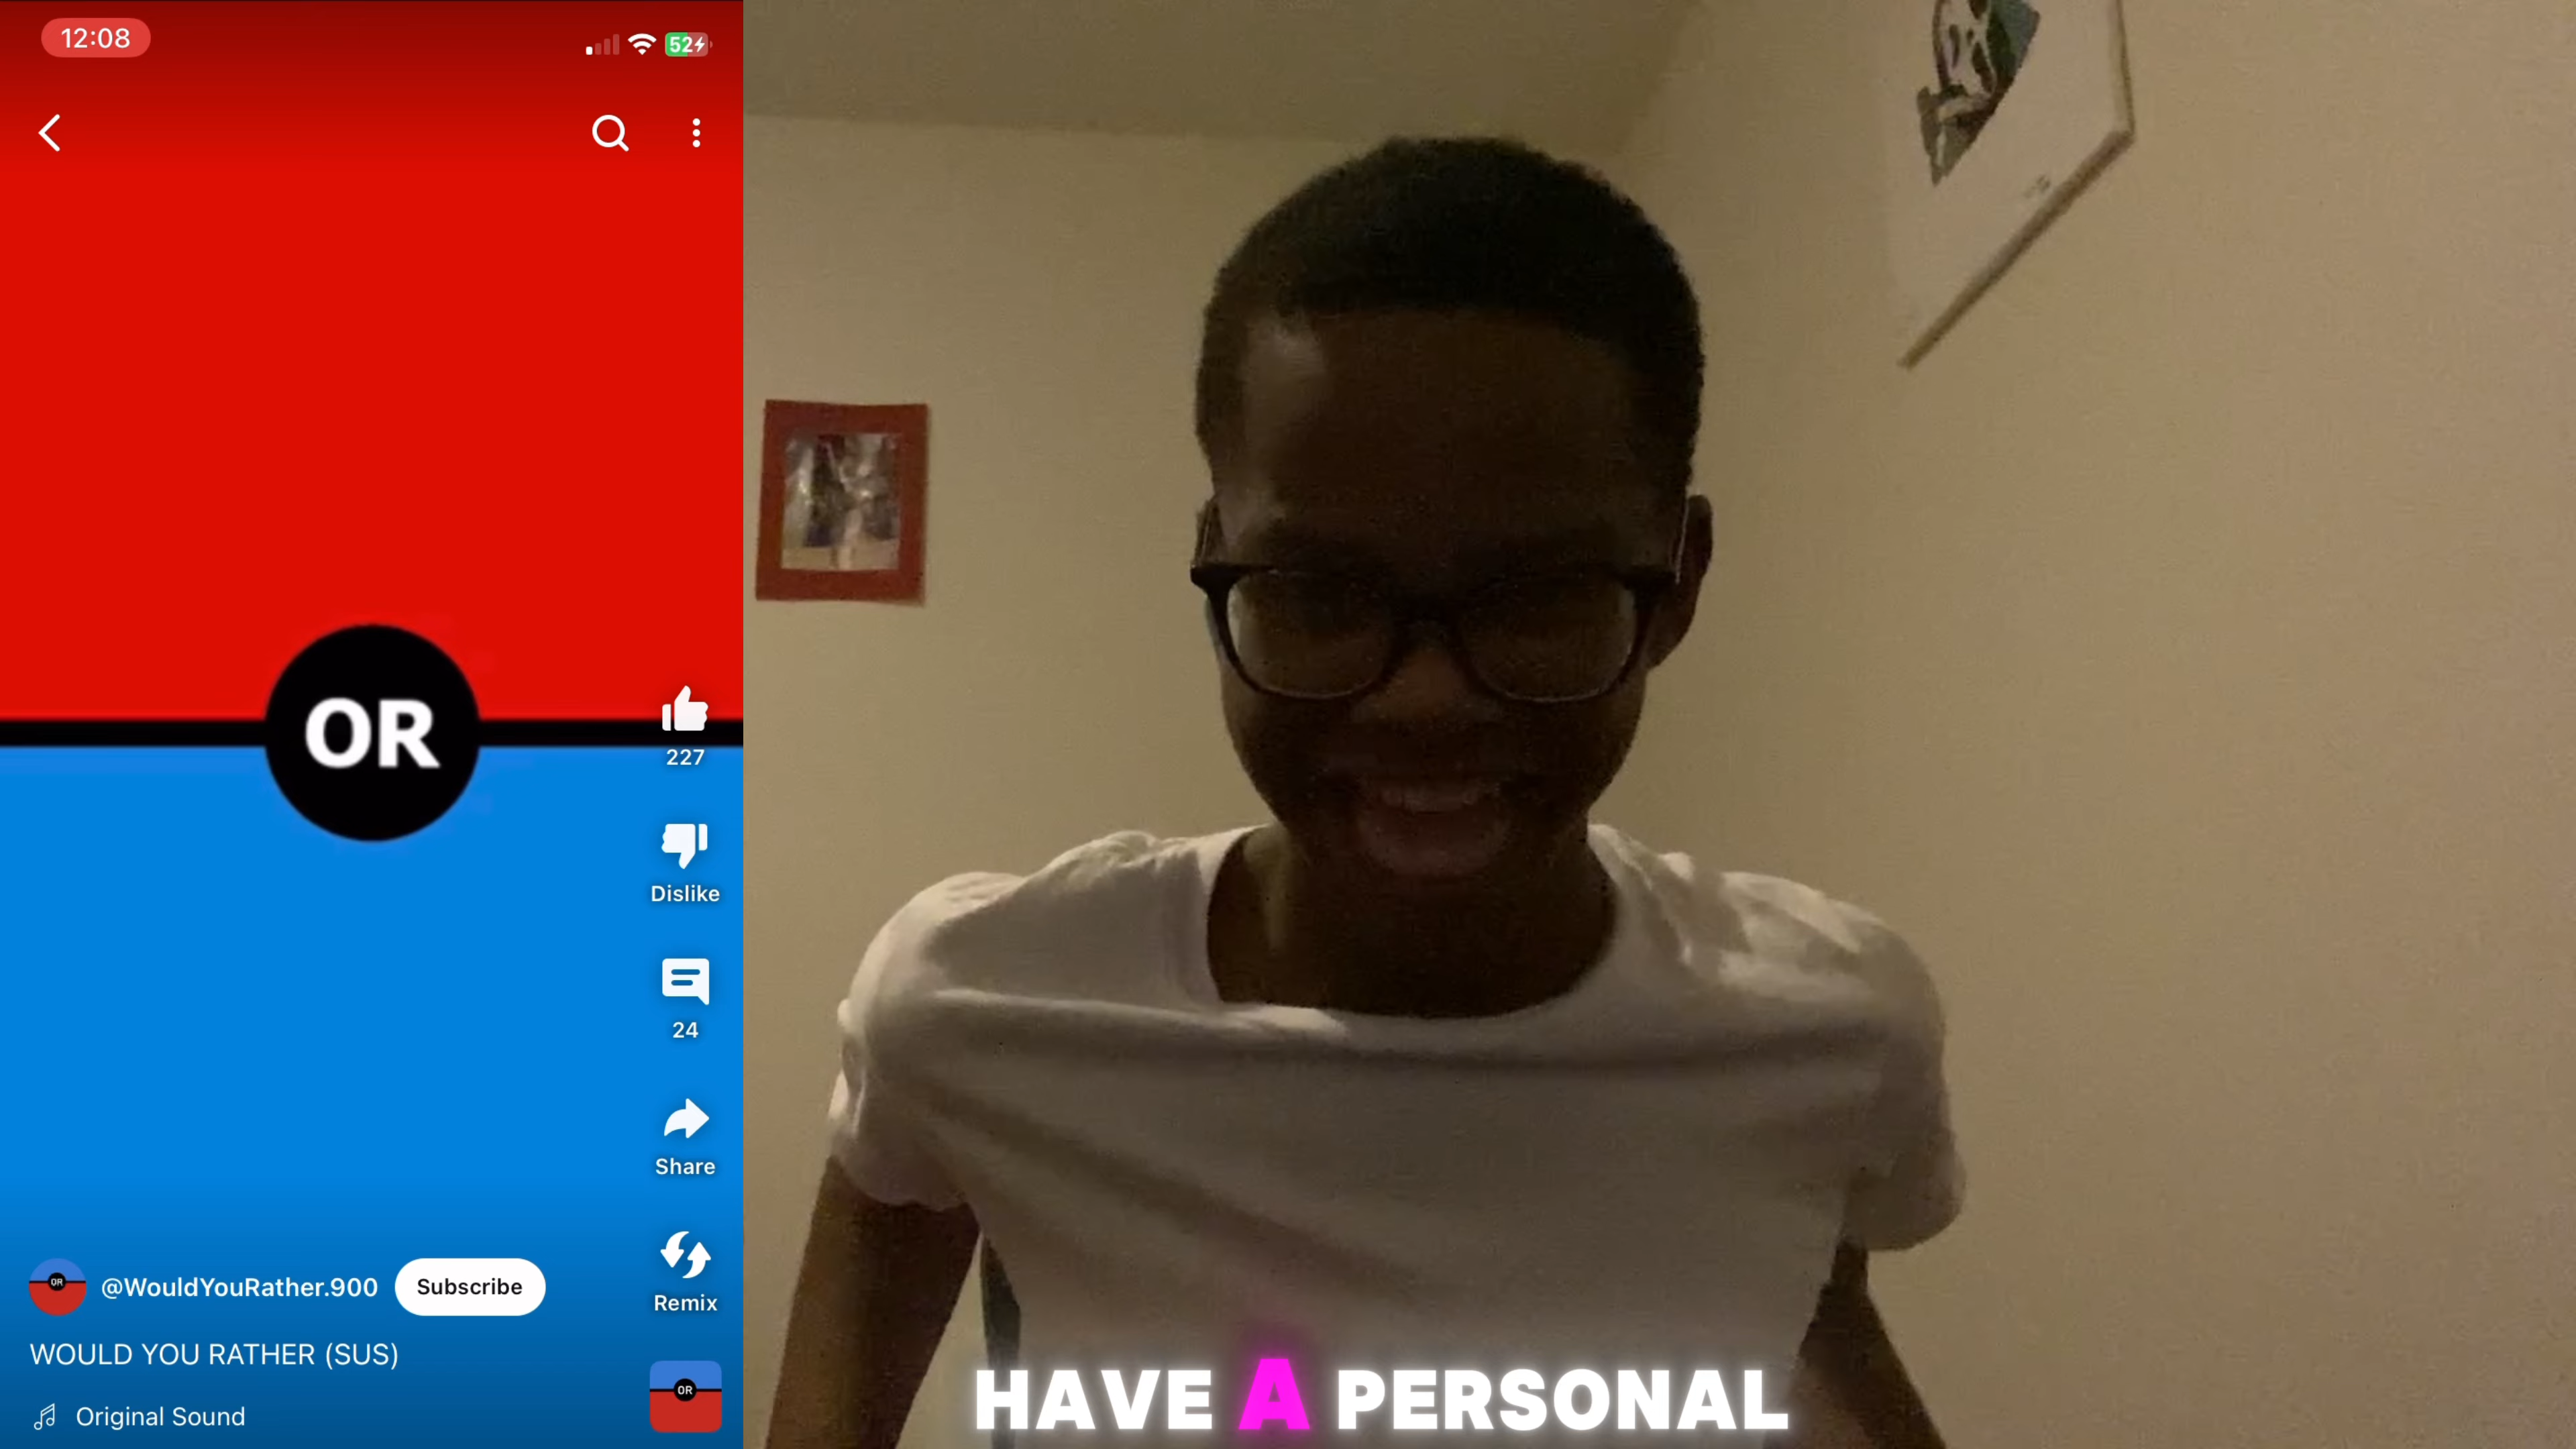 12:08
52
OR
227
Dislike
24
Share
Remix
OR
@WouldYouRather.900
Subscribe
WOULD YOU RATHER (SUS)
OR
Original Sound
HAVE A PERSONAL